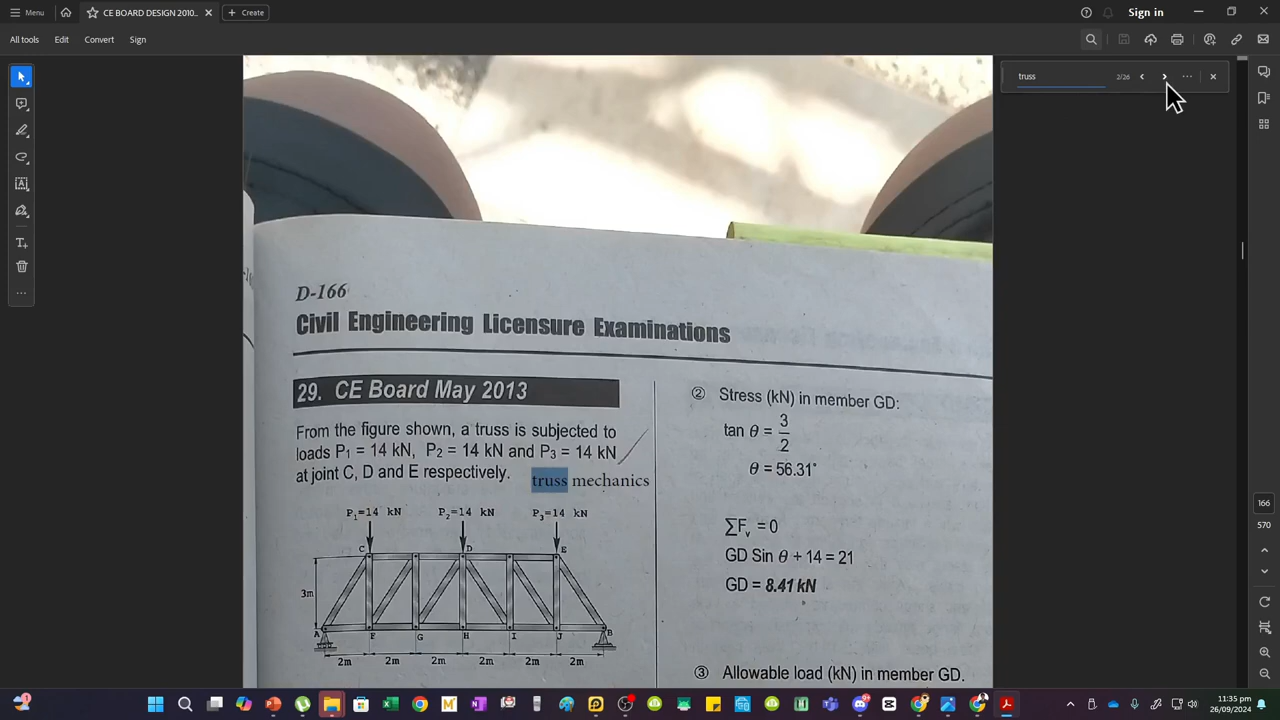 Menu
CE BOARD DESIGN 2010...
Create
Sign in
All tools
Edit
Convert
Sign
truss
2/26
D-166
Civil Engineering Licensure Examinations
29. CE Board May 2013
From the figure shown, a truss is subjected to
loads P1 = 14 kN, P2 = 14 kN and P3 = 14 kN
at joint C, D and E respectively.
truss mechanics
P1=14 kN P2=14 kN P3=14 kN
C D E
3m
A F G H I J B
2m 2m 2m 2m 2m 2m
② Stress (kN) in member GD:
tan θ = 3/2
θ = 56.31°
∑Fv = 0
GD Sin θ + 14 = 21
GD = 8.41 kN
③ Allowable load (kN) in member GD.
166
570
11:35 pm
26/09/2024